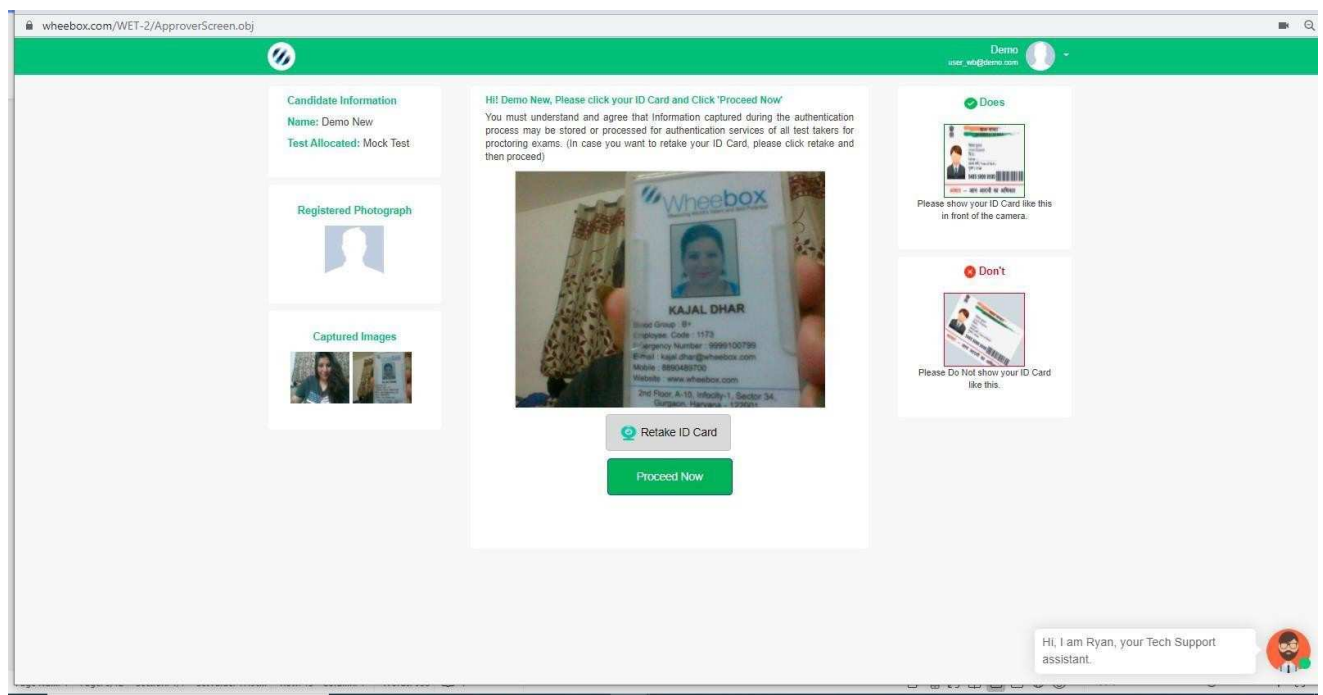 wheebox.com/WET-2/ApproverScreen.obj
Demo
user_wb@demo.com
Candidate Information
Name: Demo New
Test Allocated: Mock Test
Registered Photograph
Captured Images
Hi! Demo New, Please click your ID Card and Click 'Proceed Now'
You must understand and agree that Information captured during the authentication
process may be stored or processed for authentication services of all test takers for
proctoring exams. (In case you want to retake your ID Card, please click retake and
then proceed)
Wheebox
KAJAL DHAR
Blood Group : B+
Employee Code : 1173
Emergency Number : 9999100799
E-mail : kajal.dhar@wheebox.com
Mobile : 8890489700
Website : www.wheebox.com
2nd Floor, A-10, Infocity-1, Sector 34,
Gurgaon, Haryana - 122001
Retake ID Card
Proceed Now
Does
Please show your ID Card like this
in front of the camera.
Don't
Please Do Not show your ID Card
like this.
Hi, I am Ryan, your Tech Support
assistant.